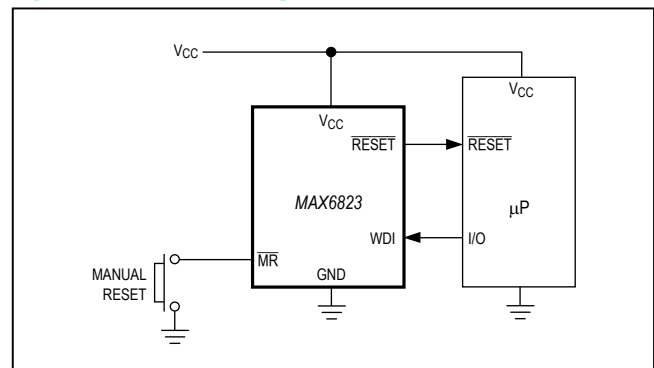 VCC
VCC
VCC
RESET
RESET
MAX6823
µP
WDI
I/O
MR
GND
MANUAL
RESET